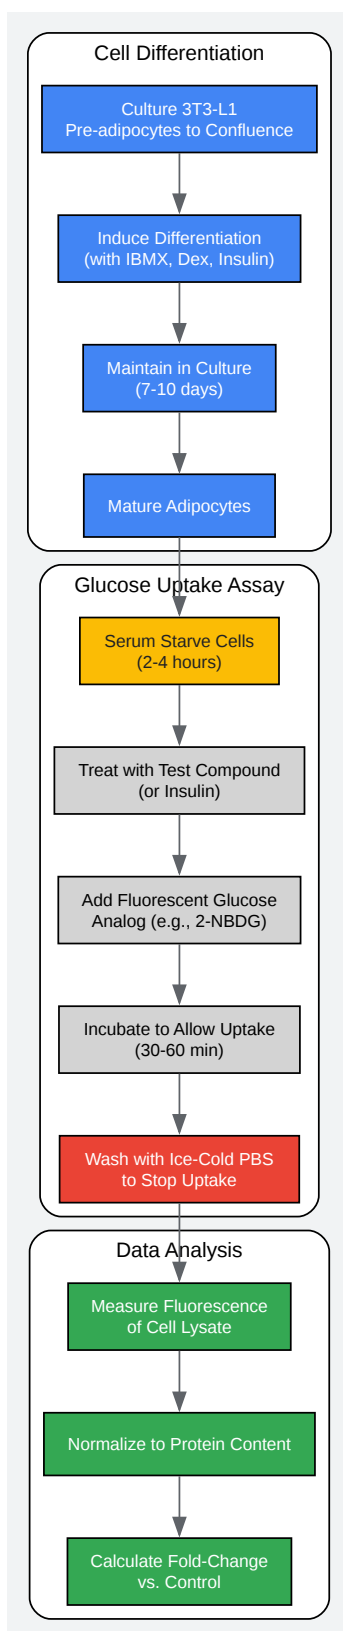 Cell Differentiation
Culture 3T3-L1
Pre-adipocytes to Confluence
Induce Differentiation
(with IBMX, Dex, Insulin)
Maintain in Culture
(7-10 days)
Mature Adipocytes
Glucose Uptake Assay
Serum Starve Cells
(2-4 hours)
Treat with Test Compound
(or Insulin)
Add Fluorescent Glucose
Analog (e.g., 2-NBDG)
Incubate to Allow Uptake
(30-60 min)
Wash with Ice-Cold PBS
to Stop Uptake
Data Analysis
Measure Fluorescence
of Cell Lysate
Normalize to Protein Content
Calculate Fold-Change
vs. Control